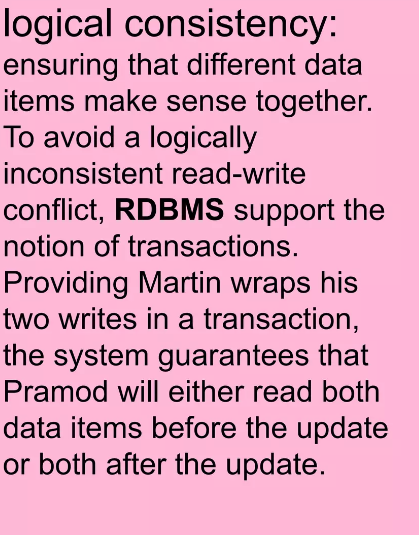 logical consistency:
ensuring that different data
items make sense together.
To avoid a logically
inconsistent read-write
conflict, RDBMS support the
notion of transactions.
Providing Martin wraps his
two writes in a transaction,
the system guarantees that
Pramod will either read both
data items before the update
or both after the update.